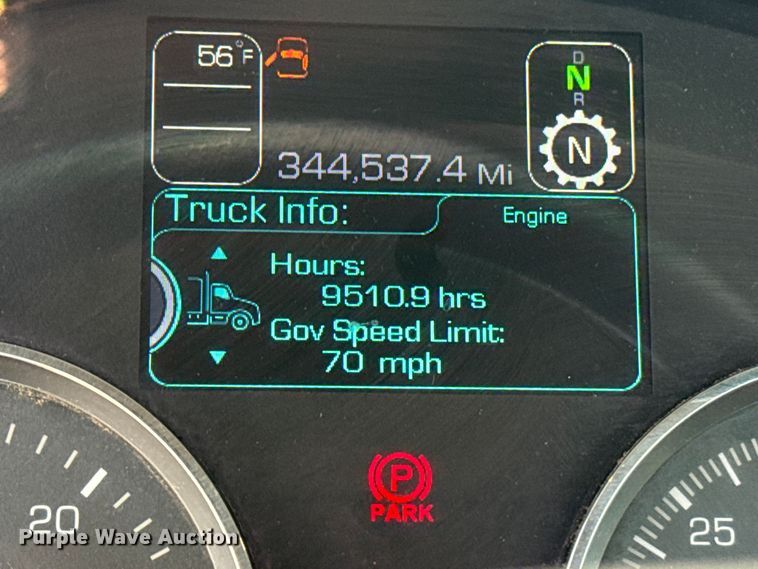 56°F
D
N
R
N
344,537.4 Mi
Truck Info:
Engine
Hours:
9510.9 hrs
Gov Speed Limit:
70 mph
P
PARK
20
25
Purple Wave Auction